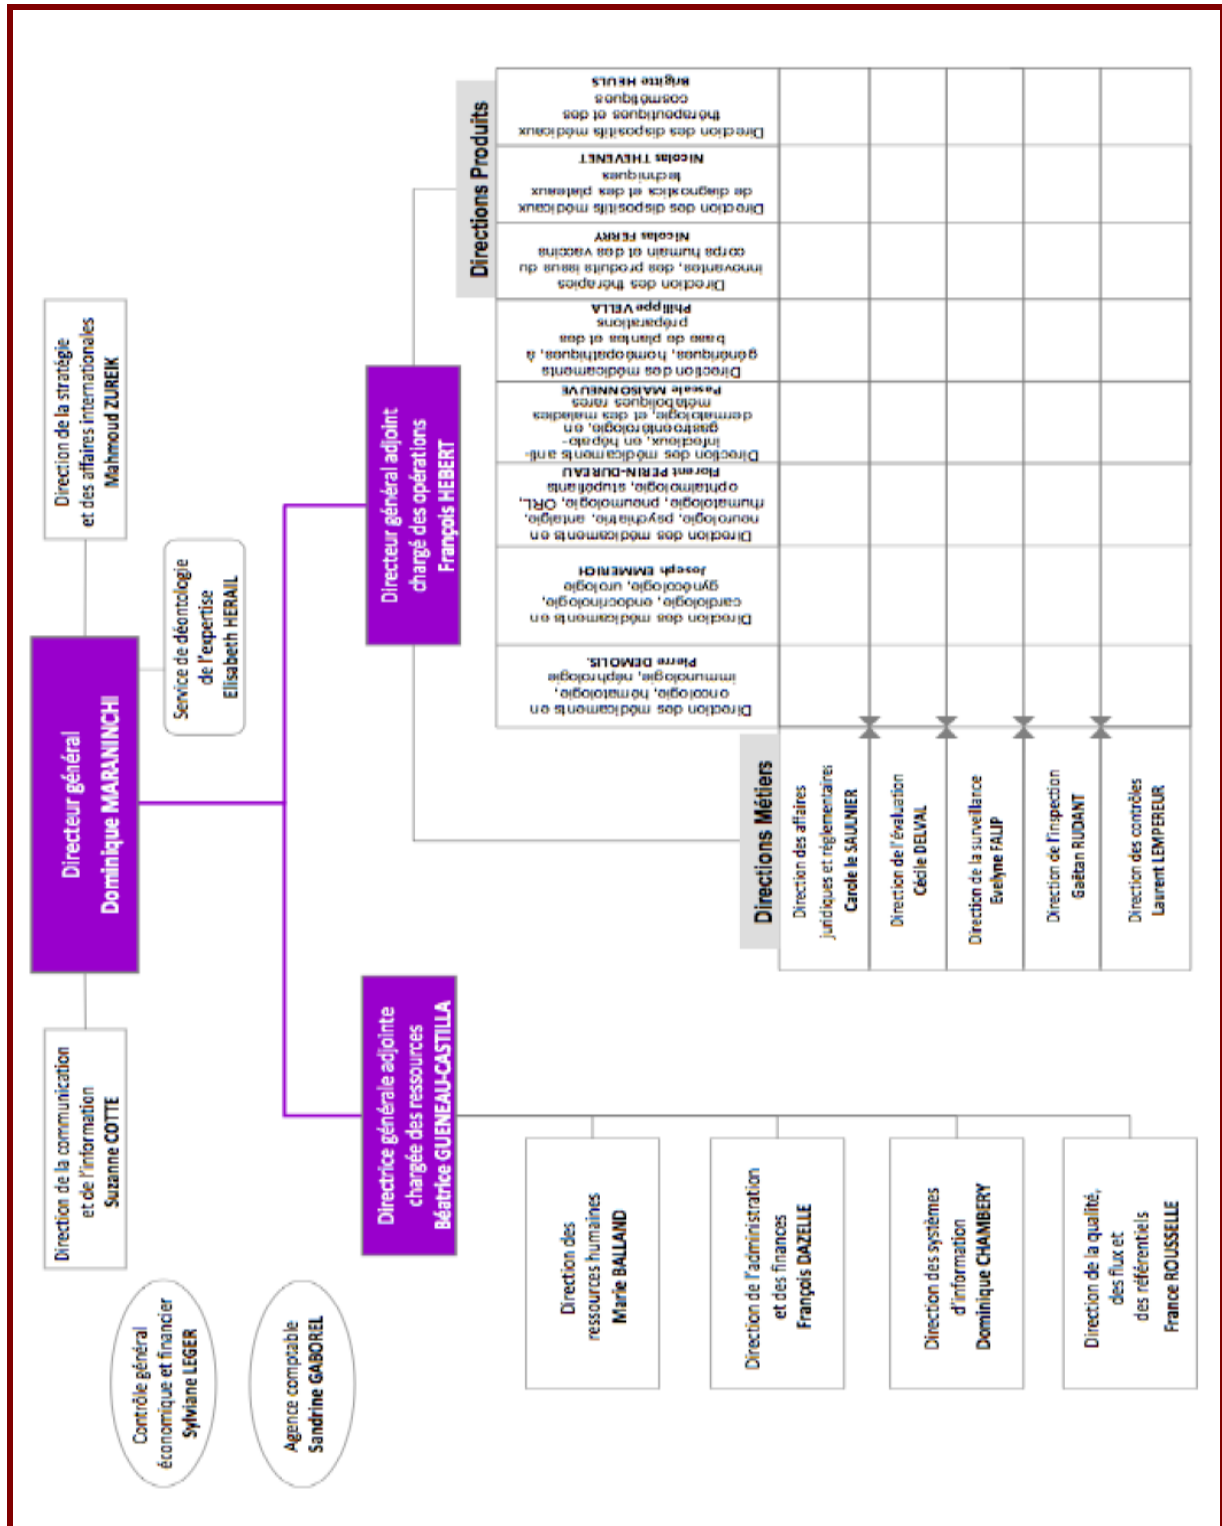 Directeur général
Dominique MARANINCHI
Direction de la communication
et de l'information
Suzanne COTTE
Direction de la stratégie
et des affaires internationales
Mahmoud ZUREIK
Service de déontologie
de l'expertise
Elisabeth HERAIL
Contrôle général
économique et financier
Sylviane LEGER
Agence comptable
Sandrine GABOREL
Directrice générale adjointe
chargée des ressources
Béatrice GUENEAU-CASTILLA
Directeur général adjoint
chargé des opérations
François HEBERT
Direction des
ressources humaines
Marie BALLAND
Direction de l'administration
et des finances
François DAZELLE
Direction des systèmes
d'information
Dominique CHAMBERY
Direction de la qualité,
des flux et
des référentiels
France ROUSSELLE
Directions Produits
Direction des médicaments en
oncologie, hématologie,
immunologie, néphrologie
Pierre DEMOLIS.
Direction des médicaments en
cardiologie, endocrinologie,
gynécologie, urologie
Joseph EMMERICH
Direction des médicaments en
neurologie, psychiatrie, antalgie,
rhumatologie, pneumologie, ORL,
ophtalmologie, stupéfiants
Florent PERIN-DUREAU
Direction des médicaments anti-
infectieux, en hépato-
gastroentérologie, en
dermatologie, et des maladies
métaboliques rares
Pascale MAISONNEUVE
Direction des médicaments
génériques, homéopathiques, à
base de plantes et des
préparations
Philippe VELLA
Direction des thérapies
innovantes, des produits issus du
corps humain et des vaccins
Nicolas FERRY
Direction des dispositifs médicaux
de diagnostics et des plateaux
techniques
Nicolas THEVENET
Direction des dispositifs médicaux
thérapeutiques et des
cosmétiques
Brigitte HEULS
Directions Métiers
Direction des affaires
juridiques et réglementaires
Carole le SAULNIER
Direction de l'évaluation
Cécile DELVAL
Direction de la surveillance
Evelyne FALIP
Direction de l'inspection
Gaëtan RUDANT
Direction des contrôles
Laurent LEMPEREUR